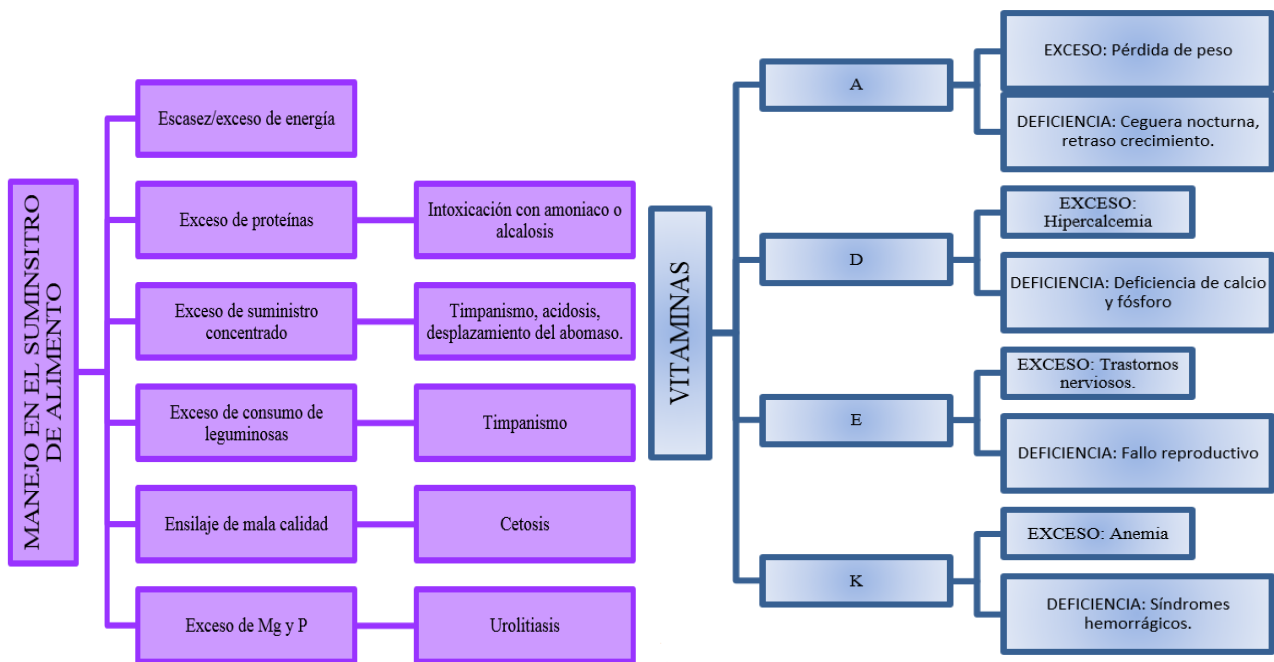 MANEJO EN EL SUMINSITRO
DE ALIMENTO
Escasez/exceso de energía
Exceso de proteínas
Intoxicación con amoniaco o
alcalosis
Exceso de suministro
concentrado
Timpanismo, acidosis,
desplazamiento del abomaso.
Exceso de consumo de
leguminosas
Timpanismo
Ensilaje de mala calidad
Cetosis
Exceso de Mg y P
Urolitiasis
VITAMINAS
A
EXCESO: Pérdida de peso
DEFICIENCIA: Ceguera nocturna,
retraso crecimiento.
D
EXCESO:
Hipercalcemia
DEFICIENCIA: Deficiencia de calcio
y fósforo
E
EXCESO: Trastornos
nerviosos.
DEFICIENCIA: Fallo reproductivo
K
EXCESO: Anemia
DEFICIENCIA: Síndromes
hemorrágicos.